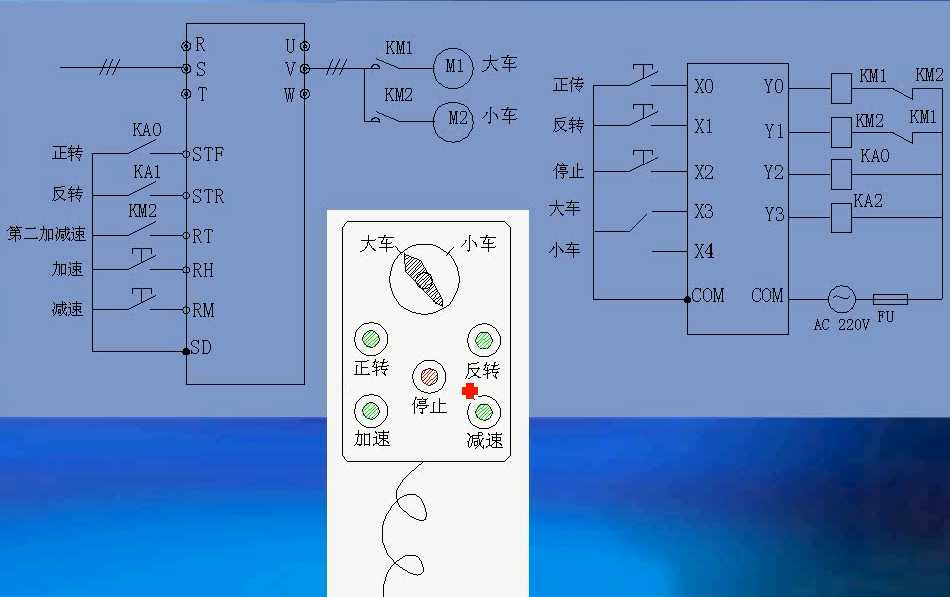 R
S
T
U
V
W
KM1
M1
大车
KM2
M2
小车
正转
KA0
STF
反转
KA1
STR
第二加减速
KM2
RT
加速
RH
减速
RM
SD
大车
小车
正转
反转
停止
加速
减速
正传
X0
反转
X1
停止
X2
大车
X3
小车
X4
COM
Y0
KM1
KM2
Y1
KM2
KM1
Y2
KA0
Y3
KA2
COM
AC 220V
FU